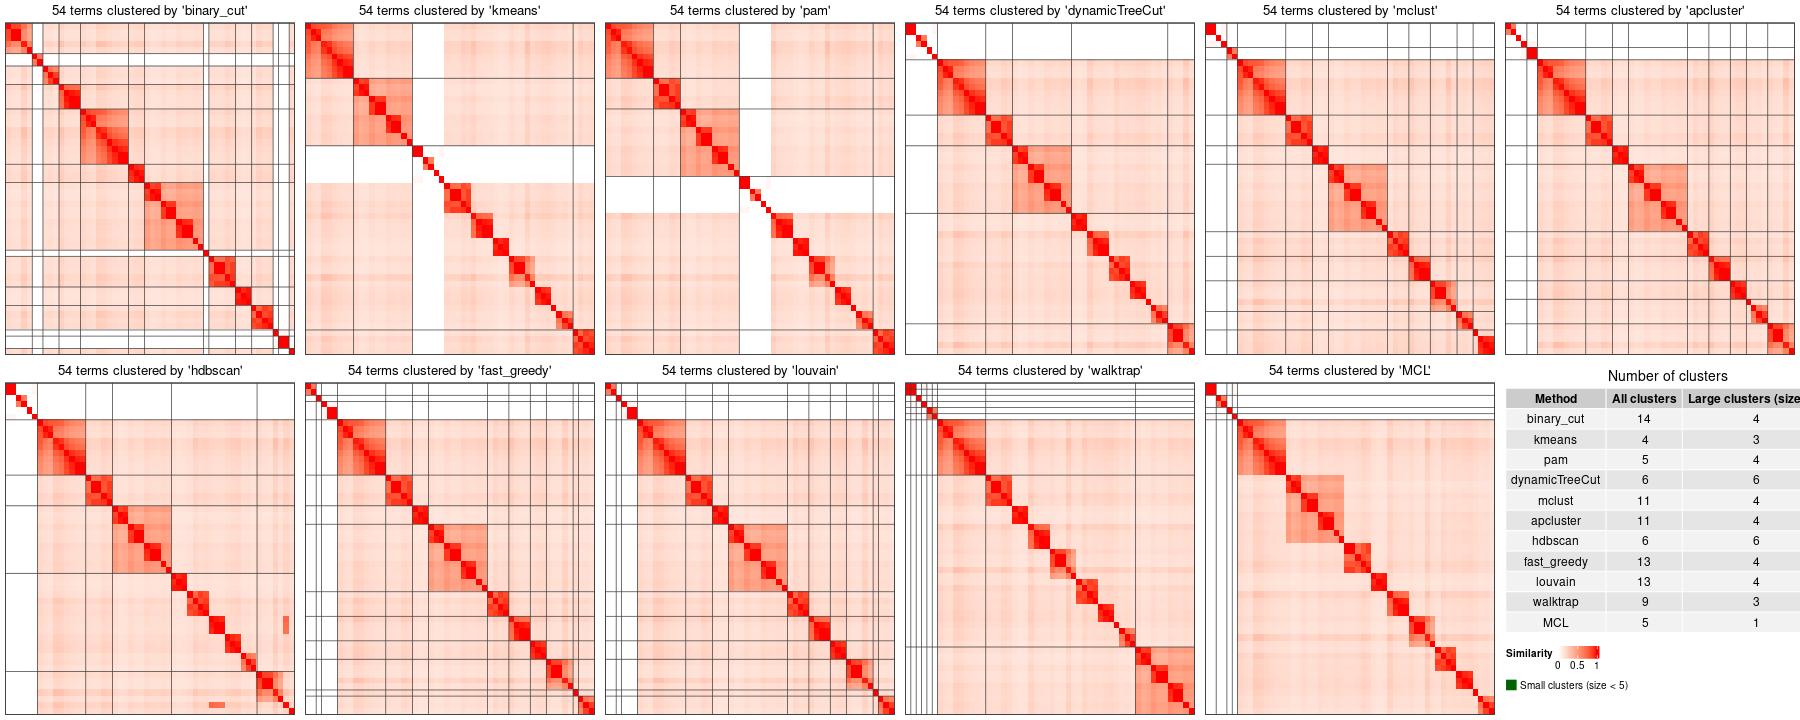 54 terms clustered by 'binary_cut'
54 terms clustered by 'kmeans'
54 terms clustered by 'pam'
54 terms clustered by 'dynamicTreeCut'
54 terms clustered by 'mclust'
54 terms clustered by 'apcluster'
54 terms clustered by 'hdbscan'
54 terms clustered by 'fast_greedy'
54 terms clustered by 'louvain'
54 terms clustered by 'walktrap'
54 terms clustered by 'MCL'
Number of clusters
Method All clusters Large clusters (size
binary_cut 14 4
kmeans 4 3
pam 5 4
dynamicTreeCut 6 6
mclust 11 4
apcluster 11 4
hdbscan 6 6
fast_greedy 13 4
louvain 13 4
walktrap 9 3
MCL 5 1
Similarity
0 0.5 1
Small clusters (size < 5)